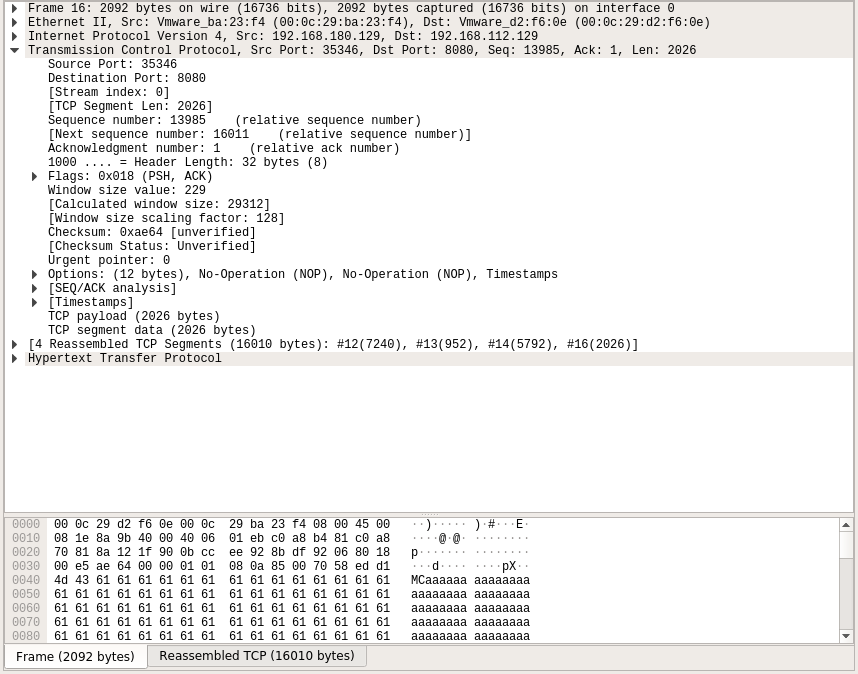 Frame 16: 2092 bytes on wire (16736 bits), 2092 bytes captured (16736 bits) on interface 0
Ethernet II, Src: Vmware_ba:23:f4 (00:0c:29:ba:23:f4), Dst: Vmware_d2:f6:0e (00:0c:29:d2:f6:0e)
Internet Protocol Version 4, Src: 192.168.180.129, Dst: 192.168.112.129
Transmission Control Protocol, Src Port: 35346, Dst Port: 8080, Seq: 13985, Ack: 1, Len: 2026
Source Port: 35346
Destination Port: 8080
[Stream index: 0]
[TCP Segment Len: 2026]
Sequence number: 13985    (relative sequence number)
[Next sequence number: 16011    (relative sequence number)]
Acknowledgment number: 1    (relative ack number)
1000 .... = Header Length: 32 bytes (8)
Flags: 0x018 (PSH, ACK)
Window size value: 229
[Calculated window size: 29312]
[Window size scaling factor: 128]
Checksum: 0xae64 [unverified]
[Checksum Status: Unverified]
Urgent pointer: 0
Options: (12 bytes), No-Operation (NOP), No-Operation (NOP), Timestamps
[SEQ/ACK analysis]
[Timestamps]
TCP payload (2026 bytes)
TCP segment data (2026 bytes)
[4 Reassembled TCP Segments (16010 bytes): #12(7240), #13(952), #14(5792), #16(2026)]
Hypertext Transfer Protocol
0000 00 0c 29 d2 f6 0e 00 0c  29 ba 23 f4 08 00 45 00 ··)····· )·#···E·
0010 08 1e 8a 9b 40 00 40 06  01 eb c0 a8 b4 81 c0 a8 ····@·@· ········
0020 70 81 8a 12 1f 90 0b cc  ee 92 8b df 92 06 80 18 p······· ········
0030 00 e5 ae 64 00 00 01 01  08 0a 85 00 70 58 ed d1 ···d···· ····pX··
0040 4d 43 61 61 61 61 61 61  61 61 61 61 61 61 61 61 MCaaaaaa aaaaaaaa
0050 61 61 61 61 61 61 61 61  61 61 61 61 61 61 61 61 aaaaaaaa aaaaaaaa
0060 61 61 61 61 61 61 61 61  61 61 61 61 61 61 61 61 aaaaaaaa aaaaaaaa
0070 61 61 61 61 61 61 61 61  61 61 61 61 61 61 61 61 aaaaaaaa aaaaaaaa
0080 61 61 61 61 61 61 61 61  61 61 61 61 61 61 61 61 aaaaaaaa aaaaaaaa
Frame (2092 bytes) Reassembled TCP (16010 bytes)